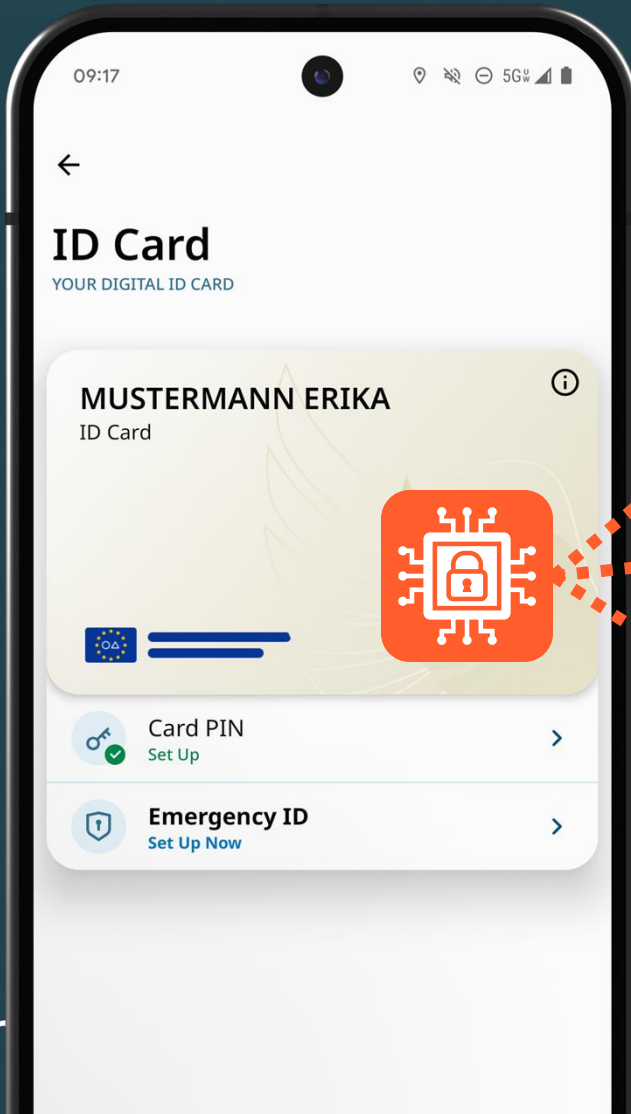 09:17
5G
ID Card
YOUR DIGITAL ID CARD
MUSTERMANN ERIKA
ID Card
Card PIN
Set Up
Emergency ID
Set Up Now